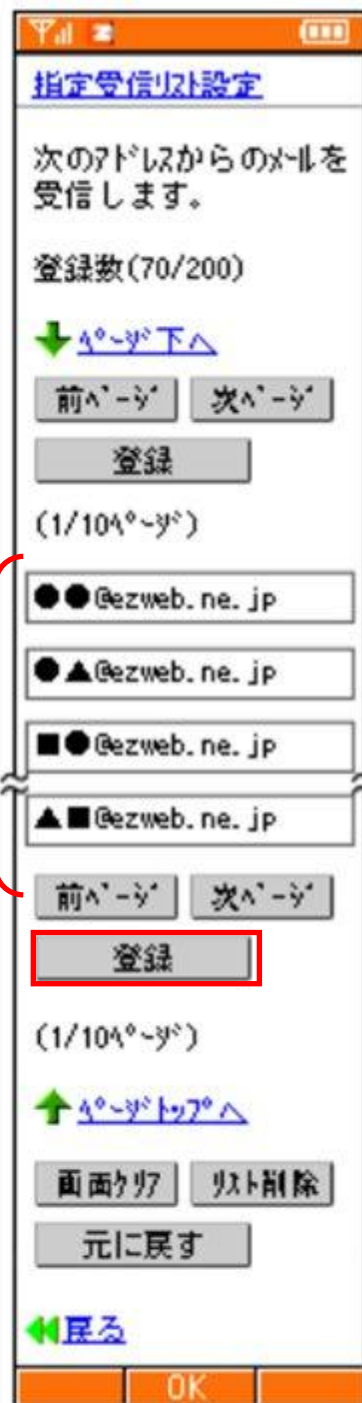 指定受信ﾘｽﾄ設定
次のｱﾄﾞﾚｽからのﾒｰﾙを
受信します。
登録数(70/200)
ﾍﾟｰｼﾞ下へ
前ﾍﾟｰｼﾞ 次ﾍﾟｰｼﾞ
登録
(1/10ﾍﾟｰｼﾞ)
●●@ezweb.ne.jp
●▲@ezweb.ne.jp
■●@ezweb.ne.jp
▲■@ezweb.ne.jp
前ﾍﾟｰｼﾞ 次ﾍﾟｰｼﾞ
登録
(1/10ﾍﾟｰｼﾞ)
ﾍﾟｰｼﾞﾄｯﾌﾟへ
画面ｸﾘｱ ﾘｽﾄ削除
元に戻す
戻る
OK